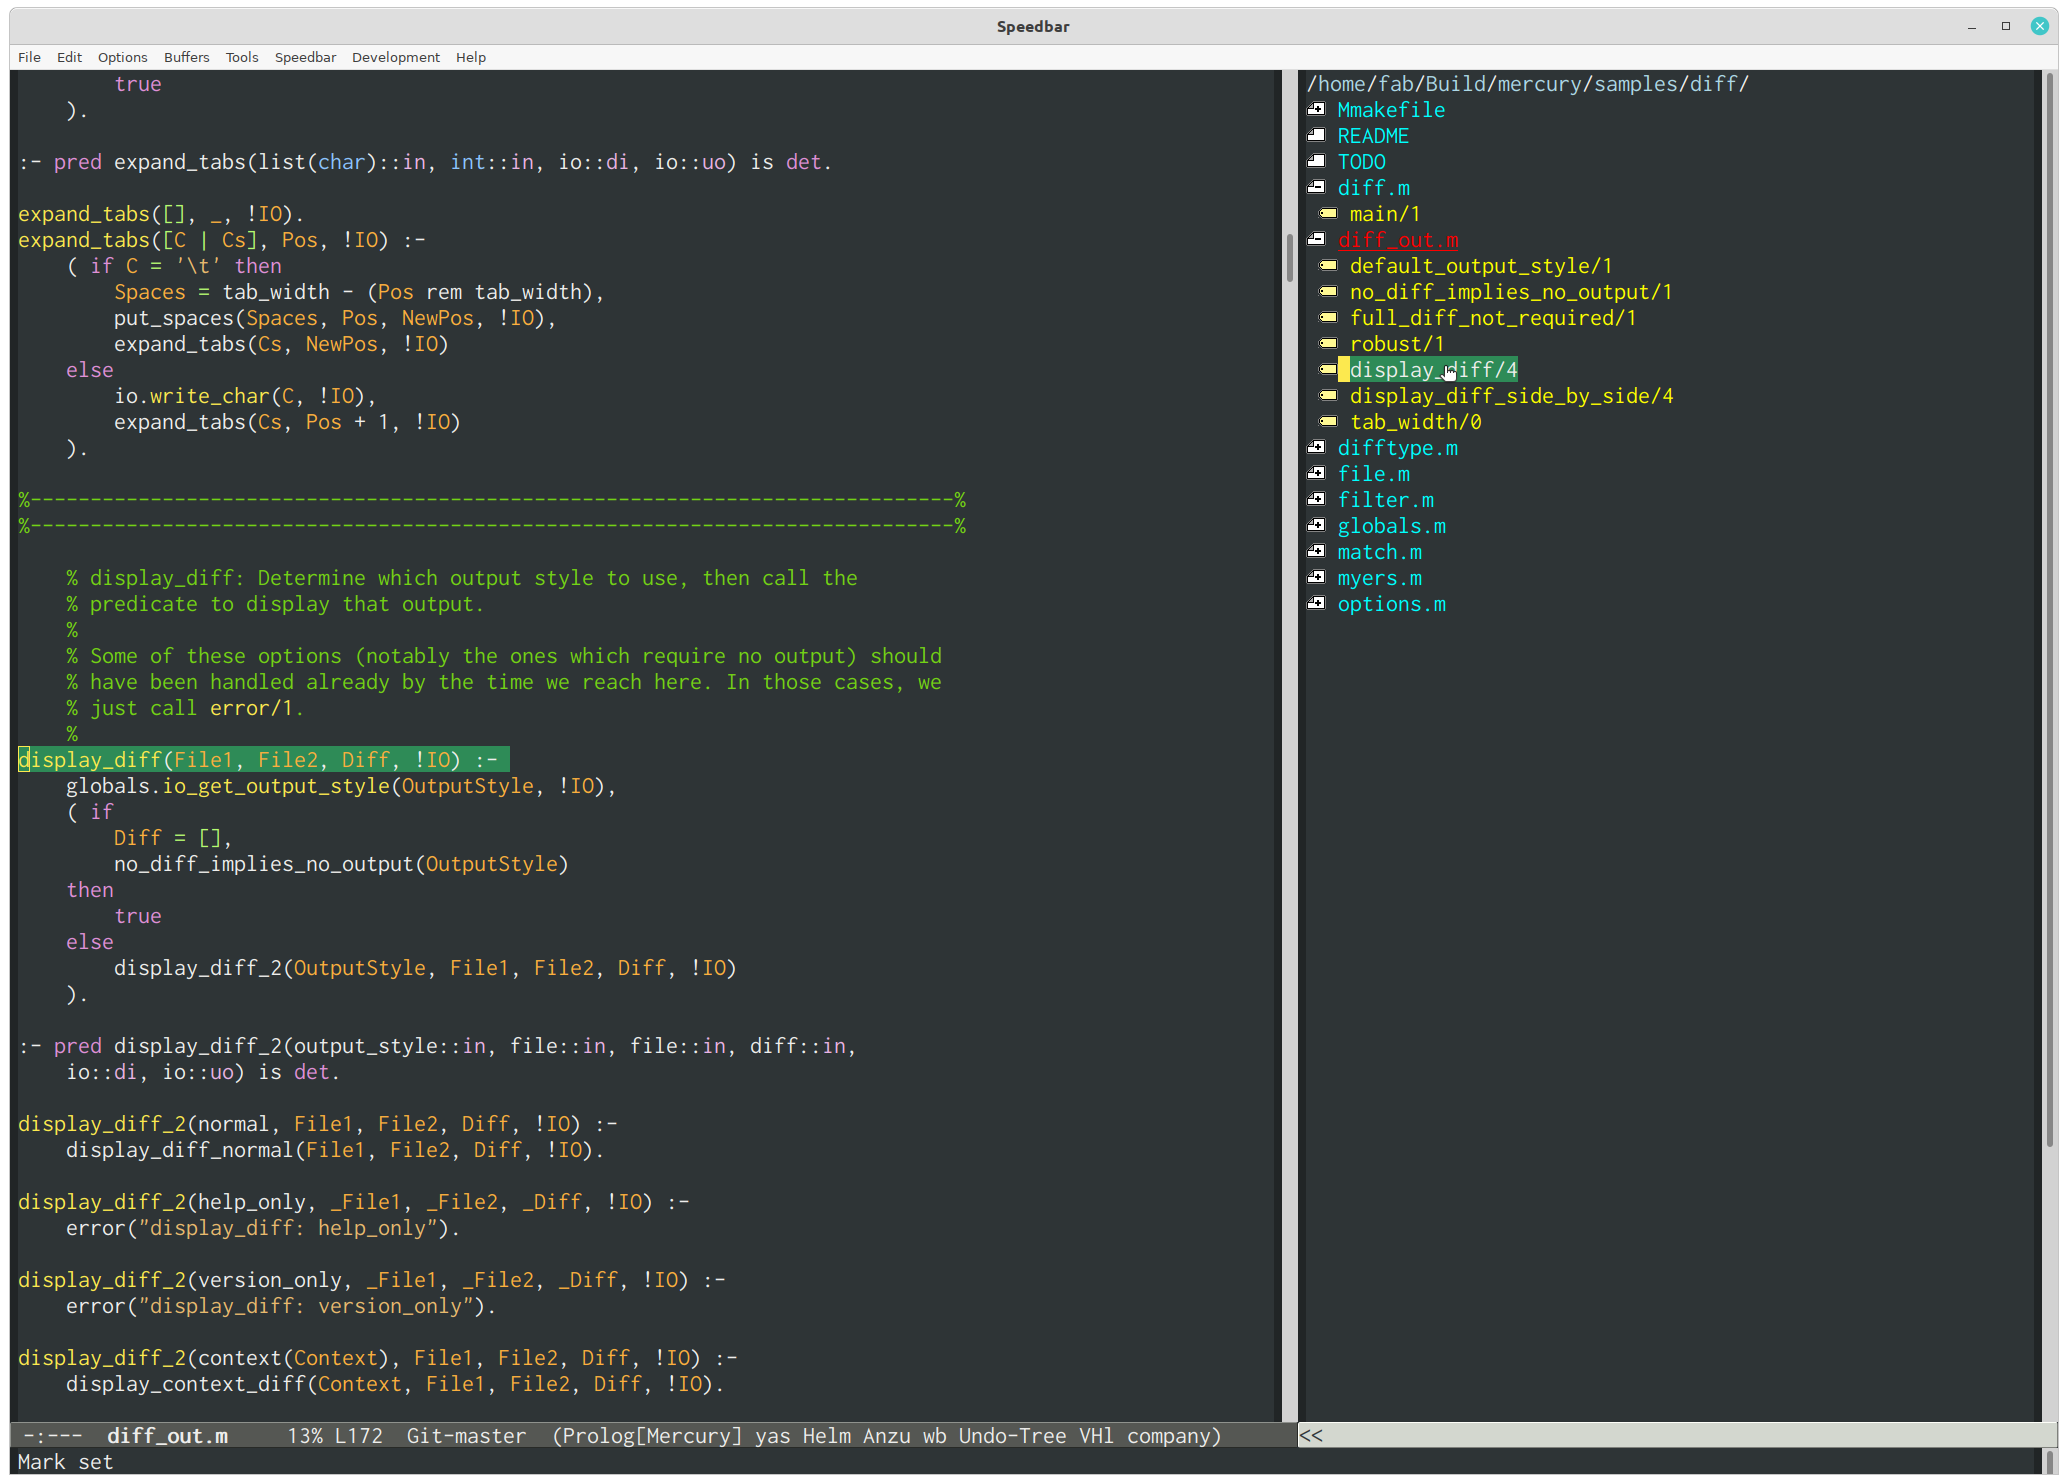 Speedbar
File Edit Options Buffers Tools Speedbar Development Help
        true
    ).

:- pred expand_tabs(list(char)::in, int::in, io::di, io::uo) is det.

expand_tabs([], _, !IO).
expand_tabs([C | Cs], Pos, !IO) :-
    ( if C = '\t' then
        Spaces = tab_width - (Pos rem tab_width),
        put_spaces(Spaces, Pos, NewPos, !IO),
        expand_tabs(Cs, NewPos, !IO)
    else
        io.write_char(C, !IO),
        expand_tabs(Cs, Pos + 1, !IO)
    ).

%-----------------------------------------------------------------------------%
%-----------------------------------------------------------------------------%

    % display_diff: Determine which output style to use, then call the
    % predicate to display that output.
    %
    % Some of these options (notably the ones which require no output) should
    % have been handled already by the time we reach here. In those cases, we
    % just call error/1.
    %
display_diff(File1, File2, Diff, !IO) :-
    globals.io_get_output_style(OutputStyle, !IO),
    ( if
        Diff = [],
        no_diff_implies_no_output(OutputStyle)
    then
        true
    else
        display_diff_2(OutputStyle, File1, File2, Diff, !IO)
    ).

:- pred display_diff_2(output_style::in, file::in, file::in, diff::in,
    io::di, io::uo) is det.

display_diff_2(normal, File1, File2, Diff, !IO) :-
    display_diff_normal(File1, File2, Diff, !IO).

display_diff_2(help_only, _File1, _File2, _Diff, !IO) :-
    error("display_diff: help_only").

display_diff_2(version_only, _File1, _File2, _Diff, !IO) :-
    error("display_diff: version_only").

display_diff_2(context(Context), File1, File2, Diff, !IO) :-
    display_context_diff(Context, File1, File2, Diff, !IO).
/home/fab/Build/mercury/samples/diff/
Mmakefile
README
TODO
diff.m
main/1
diff_out.m
default_output_style/1
no_diff_implies_no_output/1
full_diff_not_required/1
robust/1
display_diff/4
display_diff_side_by_side/4
tab_width/0
difftype.m
file.m
filter.m
globals.m
match.m
myers.m
options.m
-:--- diff_out.m 13% L172 Git-master (Prolog[Mercury] yas Helm Anzu wb Undo-Tree VHl company)
<<
Mark set